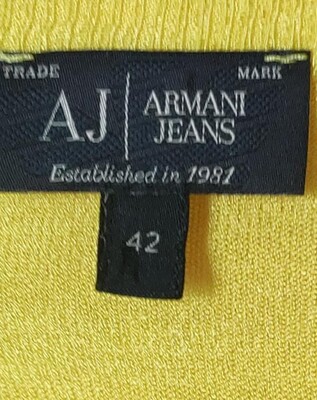 TRADE MARK
AJ ARMANI
JEANS
Established in 1981
42